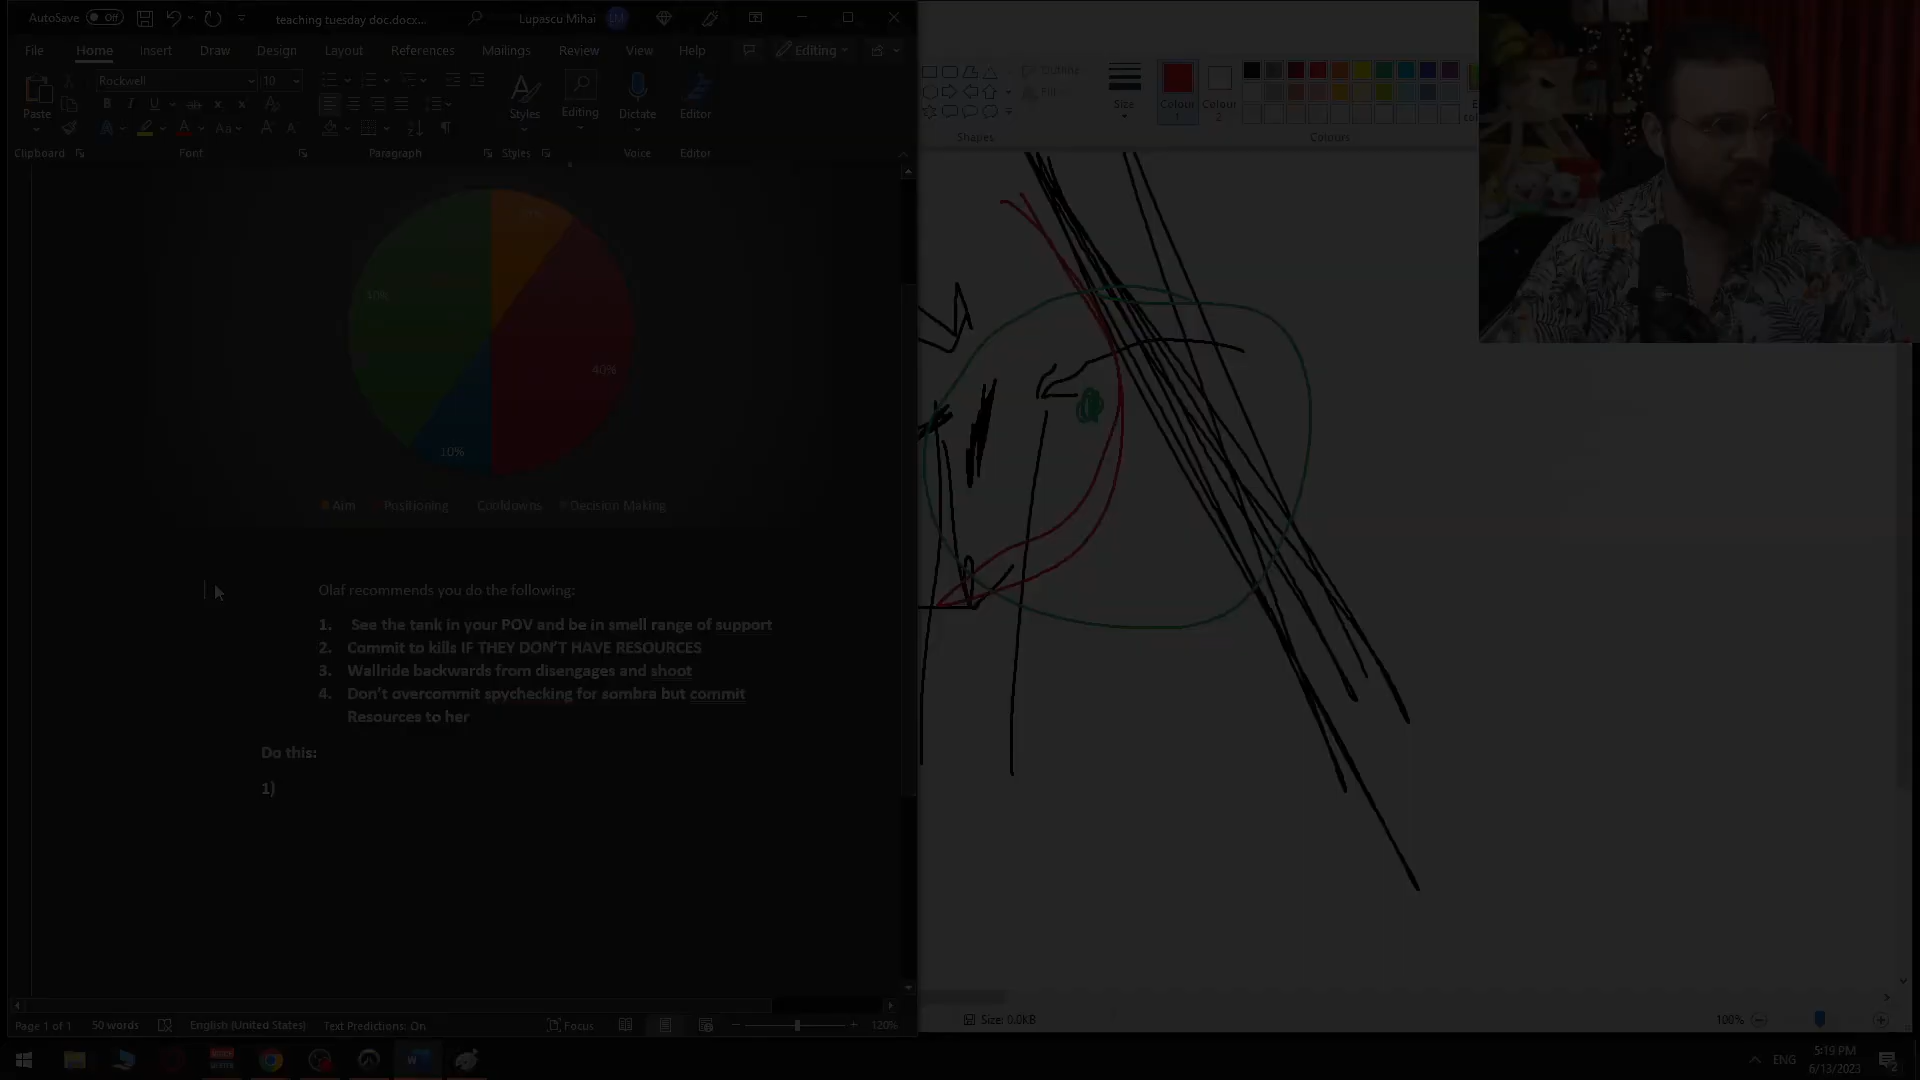 AutoSave Off teaching tuesday doc.docx... Lupascu Mihai LM
File Home Insert Draw Design Layout References Mailings Review View Help Editing
Rockwell 10
Paste Styles Editing Dictate Editor
Clipboard Font Paragraph Styles Voice Editor
Fill
Size Colour 1 Colour 2
Shapes Colours
40%
10%
Aim Positioning Cooldowns Decision Making
Olaf recommends you do the following:
1. See the tank in your POV and be in smell range of support
2. Commit to kills IF THEY DON'T HAVE RESOURCES
3. Wallride backwards from disengages and shoot
4. Don't overcommit spychecking for sombra but commit
Resources to her
Do this:
1)
Page 1 of 1 50 words English (United States) Text Predictions: On Focus 120%
Size: 0.0KB 100%
ENG 5:19 PM
6/13/2023